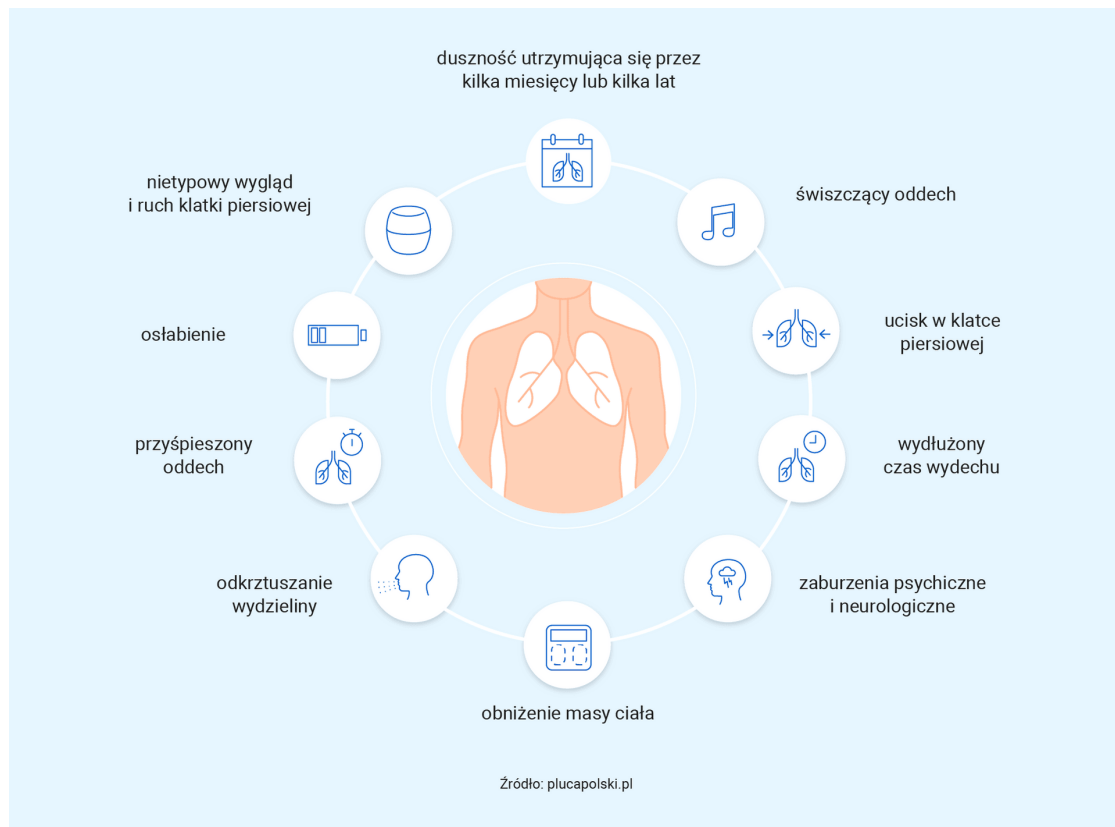 duszność utrzymująca się przez
kilka miesięcy lub kilka lat
świszczący oddech
ucisk w klatce
piersiowej
wydłużony
czas wydechu
zaburzenia psychiczne
i neurologiczne
obniżenie masy ciała
odkrztuszanie
wydzieliny
przyśpieszony
oddech
osłabienie
nietypowy wygląd
i ruch klatki piersiowej
Źródło: plucapolski.pl